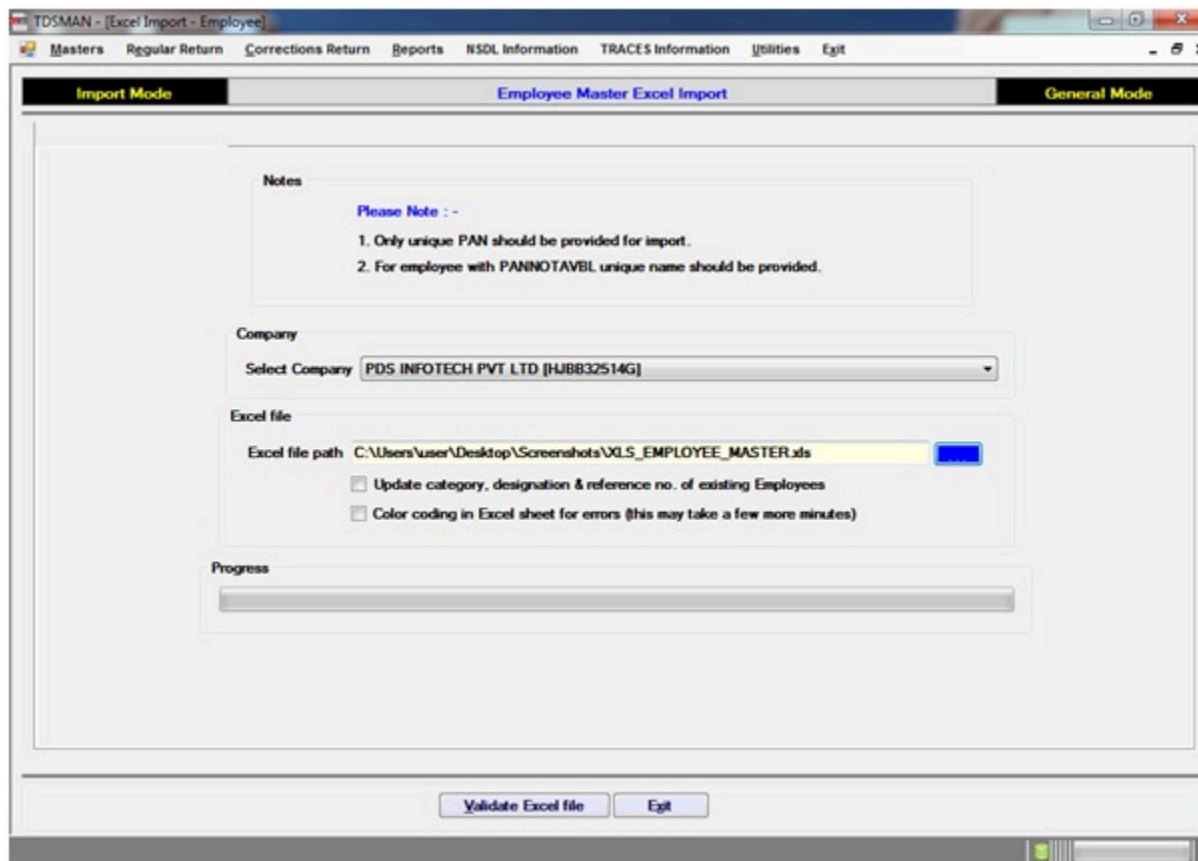 TDSMAN - [Excel Import - Employee]
Masters Regular Return Corrections Return Reports NSDL Information TRACES Information Utilities Exit
Import Mode Employee Master Excel Import General Mode
Notes
Please Note : -
1. Only unique PAN should be provided for import.
2. For employee with PANNOTAVBL unique name should be provided.
Company
Select Company PDS INFOTECH PVT LTD [HJBB32514G]
Excel file
Excel file path C:\Users\user\Desktop\Screenshots\XLS_EMPLOYEE_MASTER.xls ...
Update category, designation & reference no. of existing Employees
Color coding in Excel sheet for errors (this may take a few more minutes)
Progress
Validate Excel file Exit